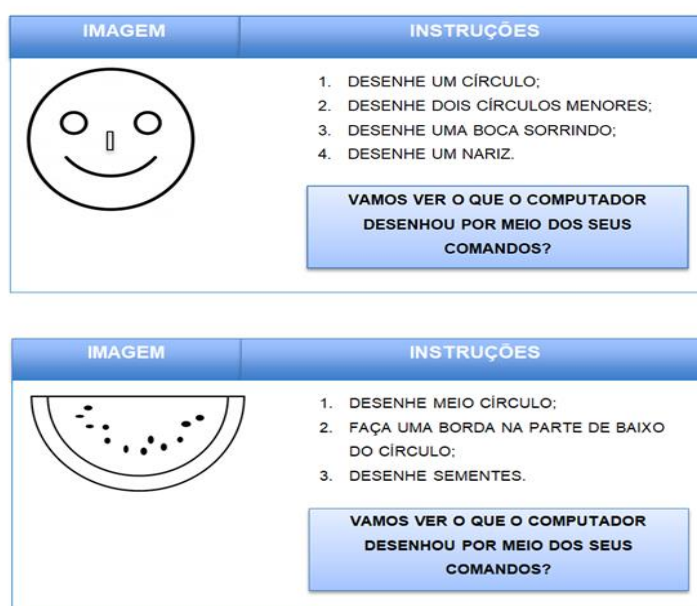 IMAGEM
INSTRUÇÕES
1. DESENHE UM CÍRCULO;
2. DESENHE DOIS CÍRCULOS MENORES;
3. DESENHE UMA BOCA SORRINDO;
4. DESENHE UM NARIZ.
VAMOS VER O QUE O COMPUTADOR
DESENHOU POR MEIO DOS SEUS
COMANDOS?
IMAGEM
INSTRUÇÕES
1. DESENHE MEIO CÍRCULO;
2. FAÇA UMA BORDA NA PARTE DE BAIXO
DO CÍRCULO;
3. DESENHE SEMENTES.
VAMOS VER O QUE O COMPUTADOR
DESENHOU POR MEIO DOS SEUS
COMANDOS?